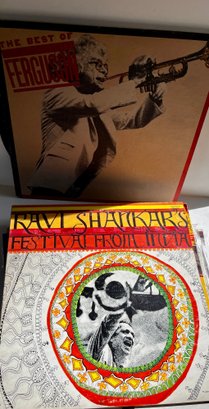 THE BEST OF
FERGUSON
RAVI SHANKAR'S
FESTIVAL FROM INDIA